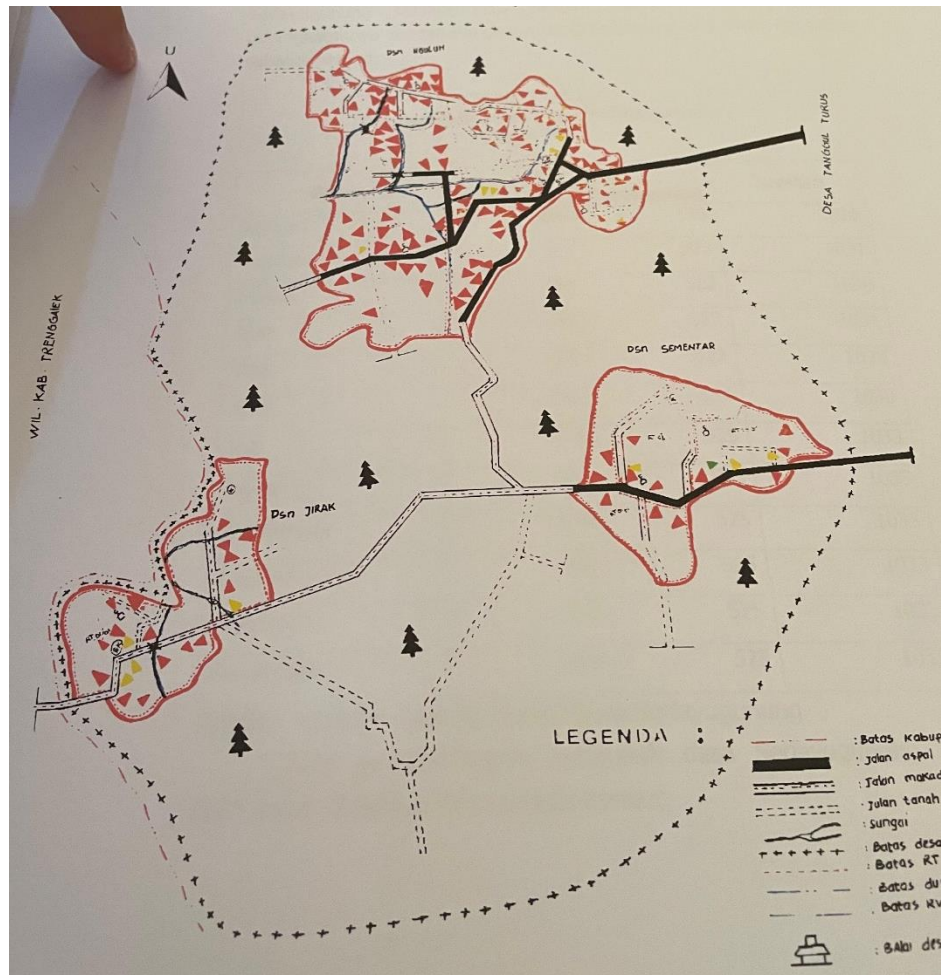 U
DSN NGULUH
DESA TANGGUL TURUS
WIL. KAB TRENGGALEK
DSN SEMENTAR
DSN JIRAK
LEGENDA :
: Batas Kabup
: Jalan aspal
: Jalan makad
: Jalan tanah
: Sungai
: Batas desa
: Batas RT
: Batas du
: Batas RW
: BAlai des